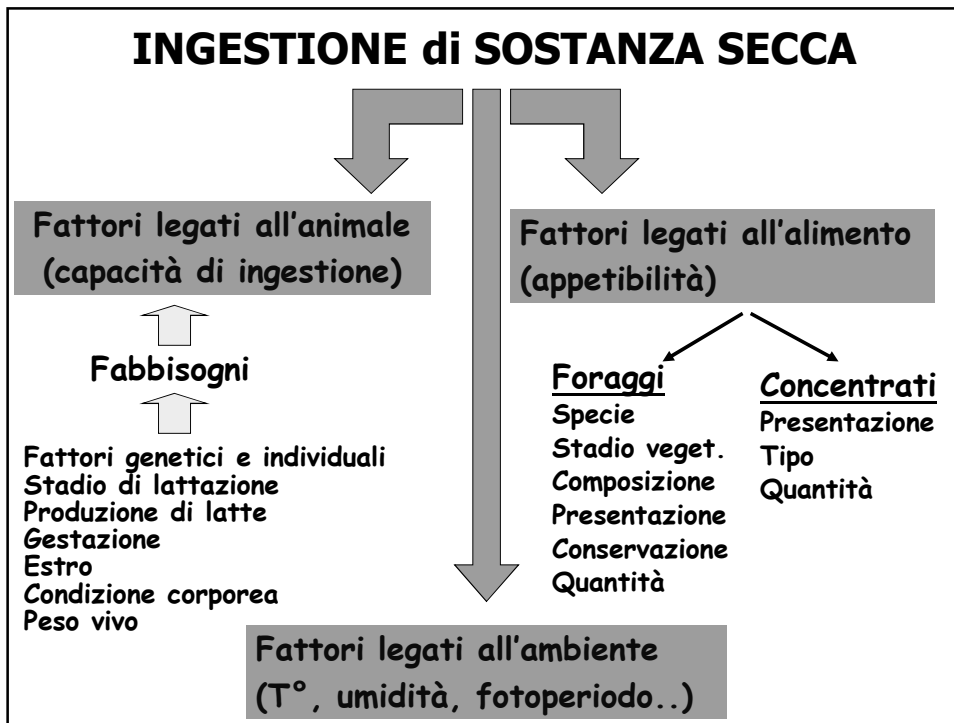 INGESTIONE di SOSTANZA SECCA
Fattori legati all'animale
(capacità di ingestione)
Fabbisogni
Fattori genetici e individuali
Stadio di lattazione
Produzione di latte
Gestazione
Estro
Condizione corporea
Peso vivo
Fattori legati all'alimento
(appetibilità)
Foraggi
Specie
Stadio veget.
Composizione
Presentazione
Conservazione
Quantità
Concentrati
Presentazione
Tipo
Quantità
Fattori legati all'ambiente
(T°, umidità, fotoperiodo..)